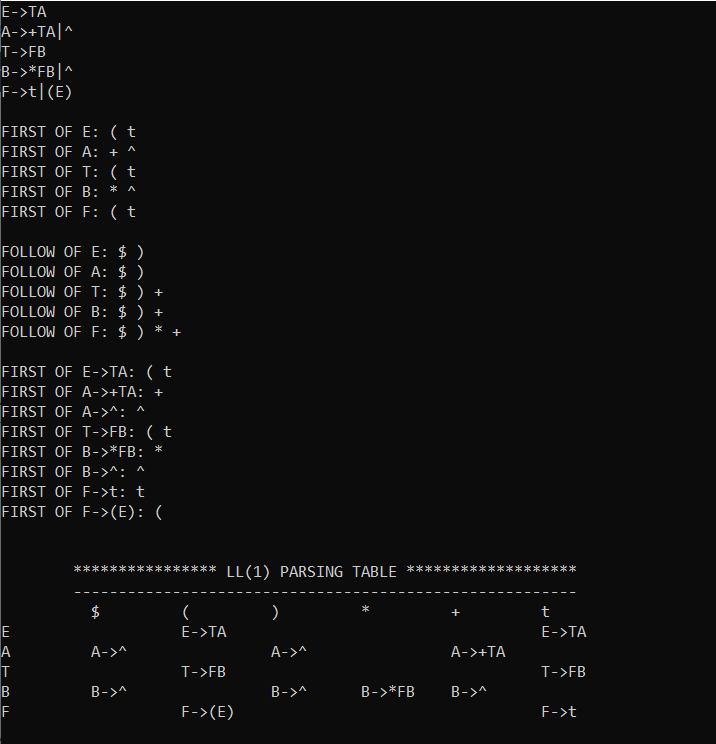 E->TA
A->+TA|^
T->FB
B->*FB|^
F->t|(E)

FIRST OF E: ( t
FIRST OF A: + ^
FIRST OF T: ( t
FIRST OF B: * ^
FIRST OF F: ( t

FOLLOW OF E: $ )
FOLLOW OF A: $ )
FOLLOW OF T: $ ) +
FOLLOW OF B: $ ) +
FOLLOW OF F: $ ) * +

FIRST OF E->TA: ( t
FIRST OF A->+TA: +
FIRST OF A->^: ^
FIRST OF T->FB: ( t
FIRST OF B->*FB: *
FIRST OF B->^: ^
FIRST OF F->t: t
FIRST OF F->(E): (

        **************** LL(1) PARSING TABLE *******************
        --------------------------------------------------------
          $         (         )         *         +         t
E                   E->TA                                   E->TA
A         A->^                A->^                A->+TA
T                   T->FB                                   T->FB
B         B->^                B->^      B->*FB    B->^
F                   F->(E)                                  F->t